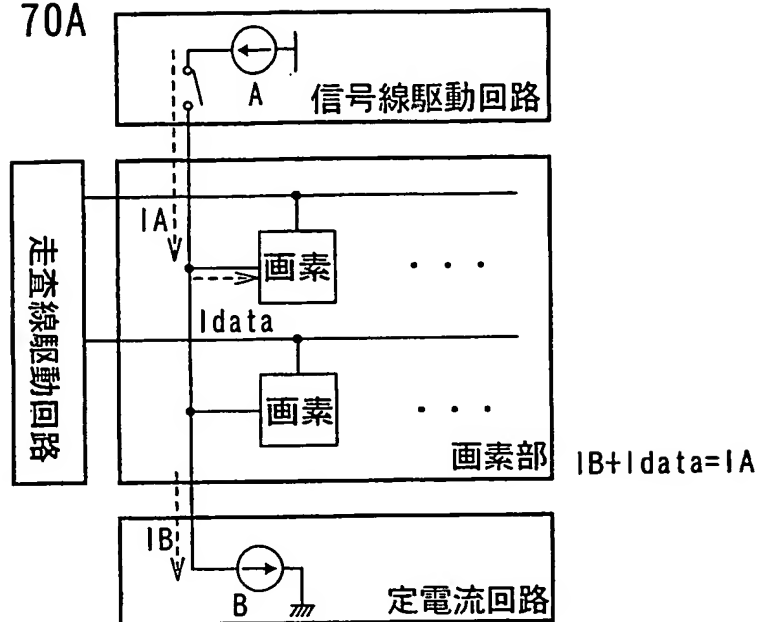 70A
A
信号線駆動回路
走査線駆動回路
IA
画素
・・・
Idata
画素
・・・
画素部
IB+Idata=IA
IB
B
定電流回路